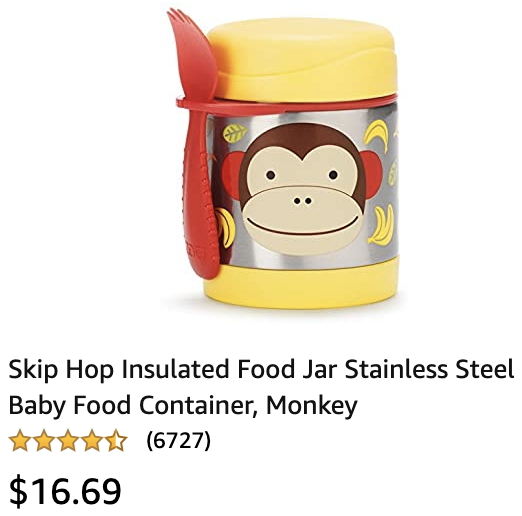 Skip Hop Insulated Food Jar Stainless Steel
Baby Food Container, Monkey
(6727)
$16.69